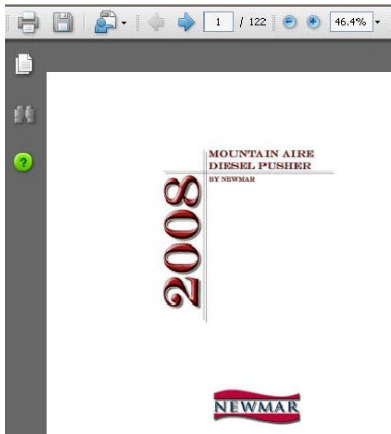 1 / 122 46.4%
MOUNTAIN AIRE
DIESEL PUSHER
BY NEWMAR
2008
NEWMAR